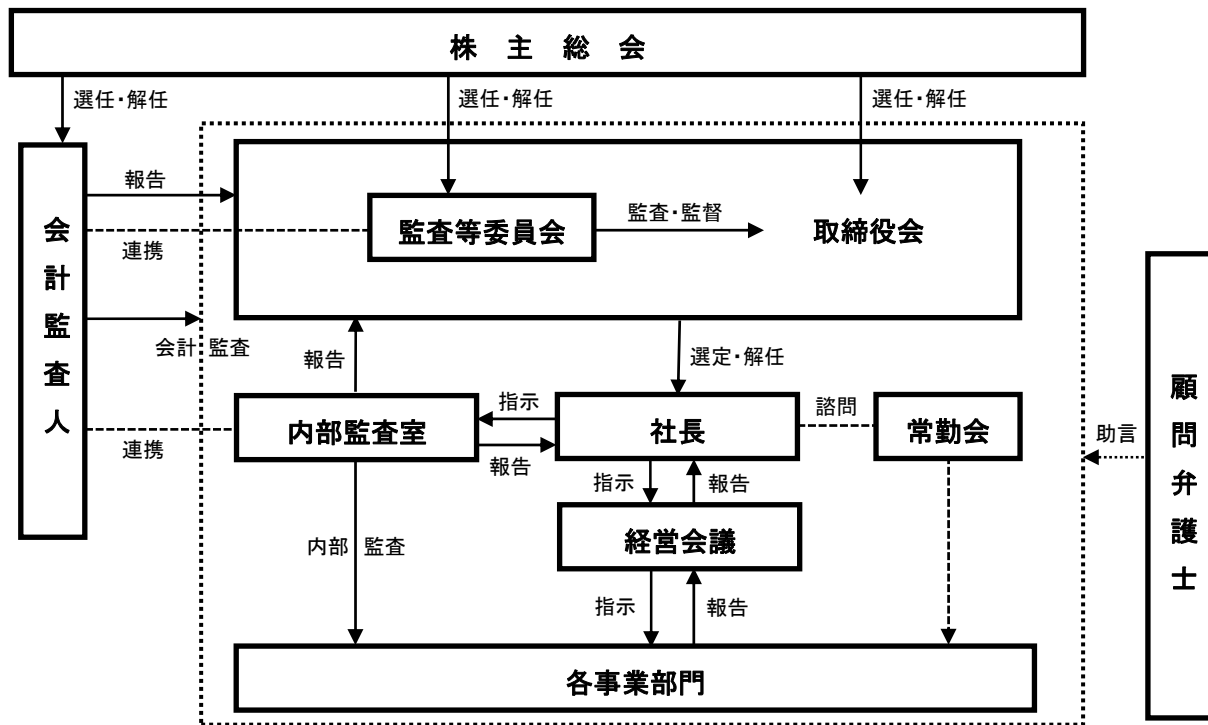 株 主 総 会
選任・解任
選任・解任
選任・解任
会計監査人
報告
連携
会計 監査
連携
監査等委員会
監査・監督
取締役会
報告
選定・解任
内部監査室
指示
報告
社長
諮問
常勤会
指示
報告
経営会議
内部 監査
指示
報告
各事業部門
助言
顧問弁護士